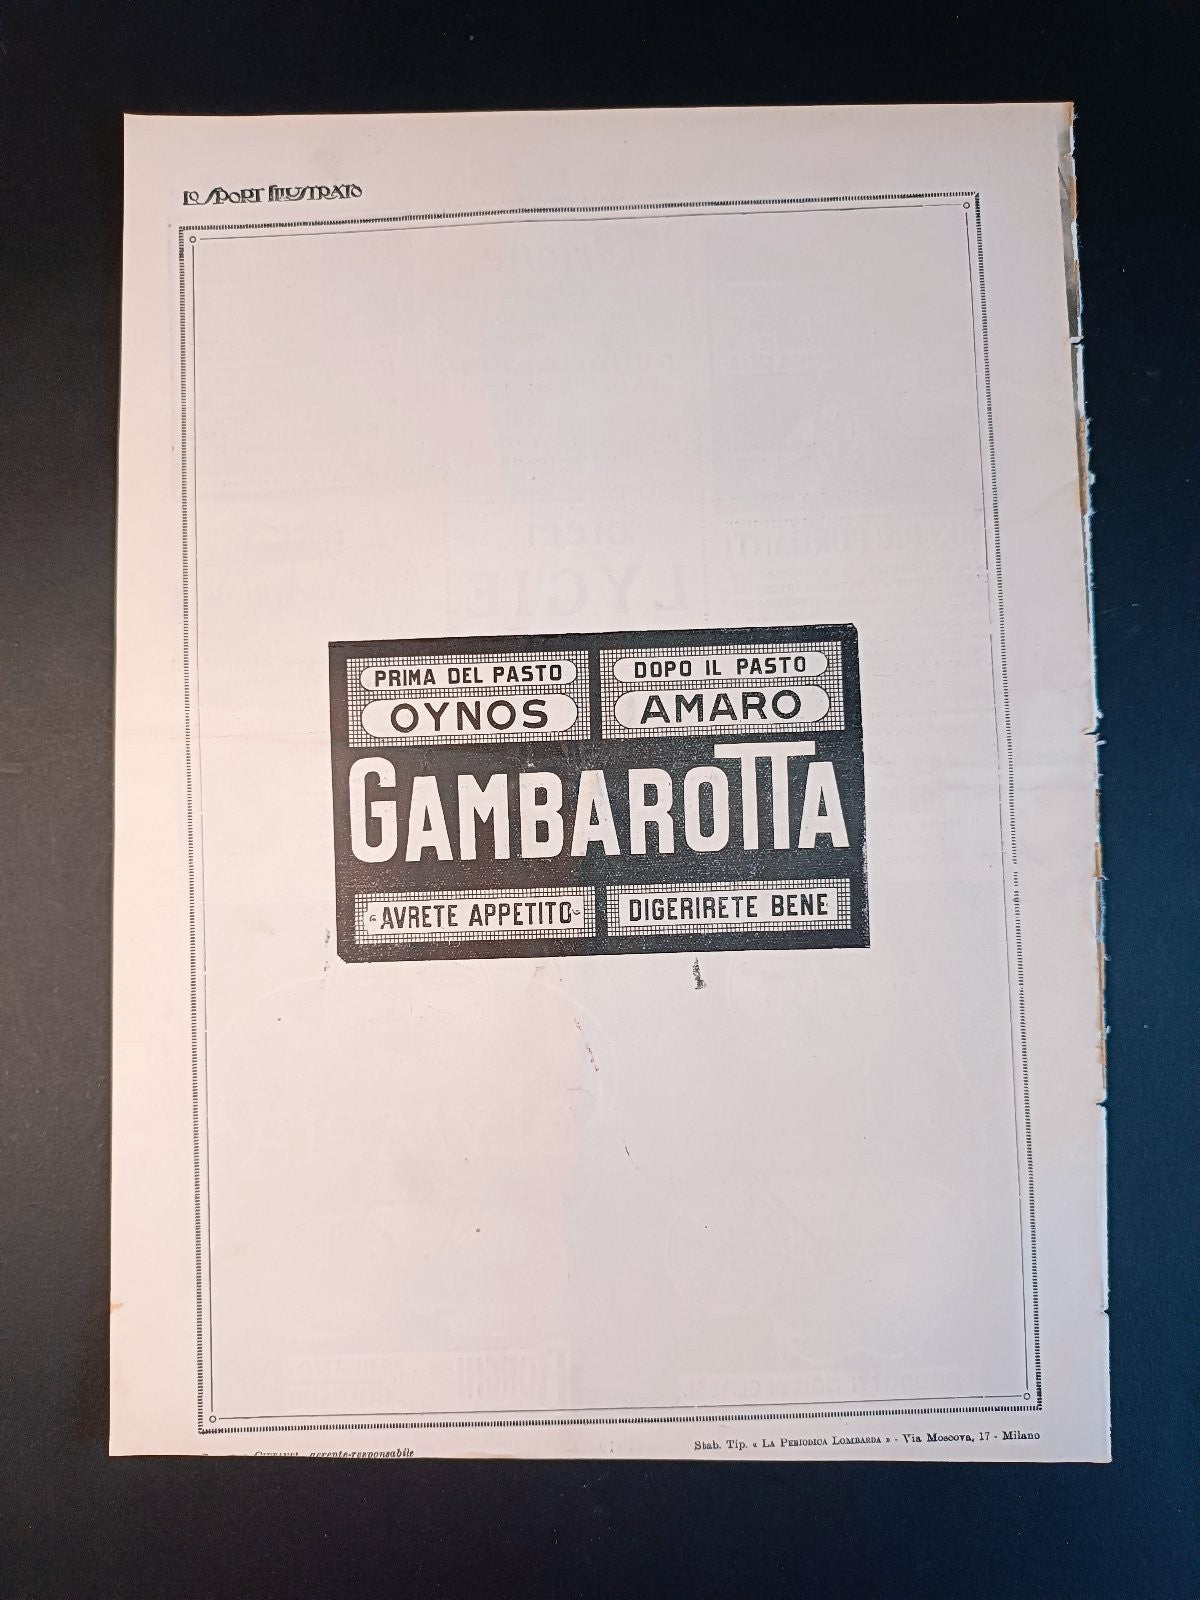 LO SPORT ILLUSTRATO
PRIMA DEL PASTO
OYNOS
DOPO IL PASTO
AMARO
GAMBAROTTA
AVRETE APPETITO
DIGERIRETE BENE
gerente-responsabile
Stab. Tip. « LA PERIODICA LOMBARDA » - Via Moscova, 17 - Milano